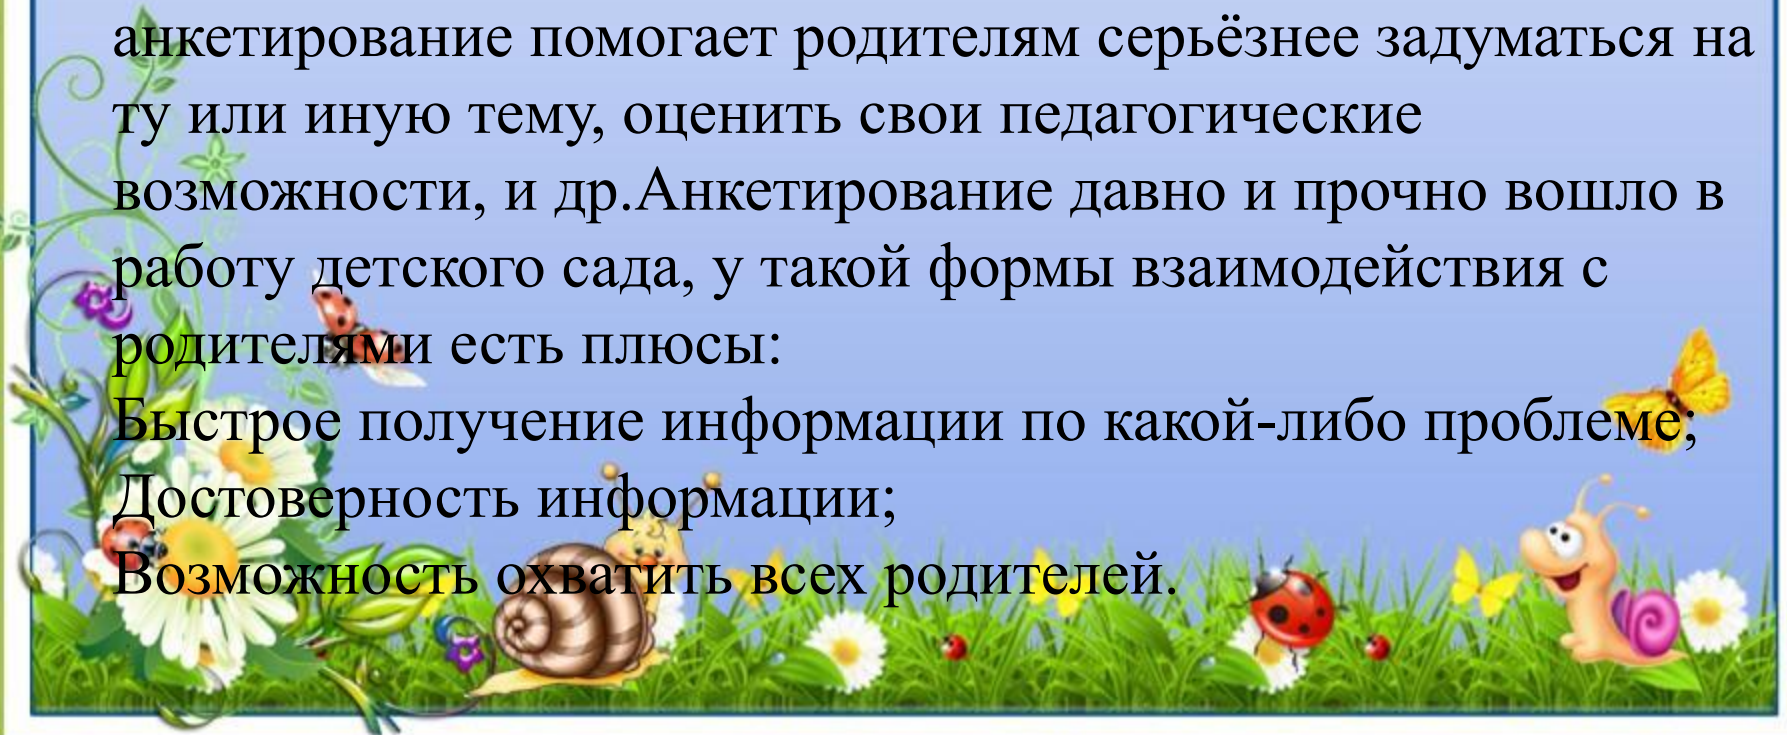 анкетирование помогает родителям серьёзнее задуматься на
ту или иную тему, оценить свои педагогические
возможности, и др.Анкетирование давно и прочно вошло в
работу детского сада, у такой формы взаимодействия с
родителями есть плюсы:
Быстрое получение информации по какой-либо проблеме;
Достоверность информации;
Возможность охватить всех родителей.